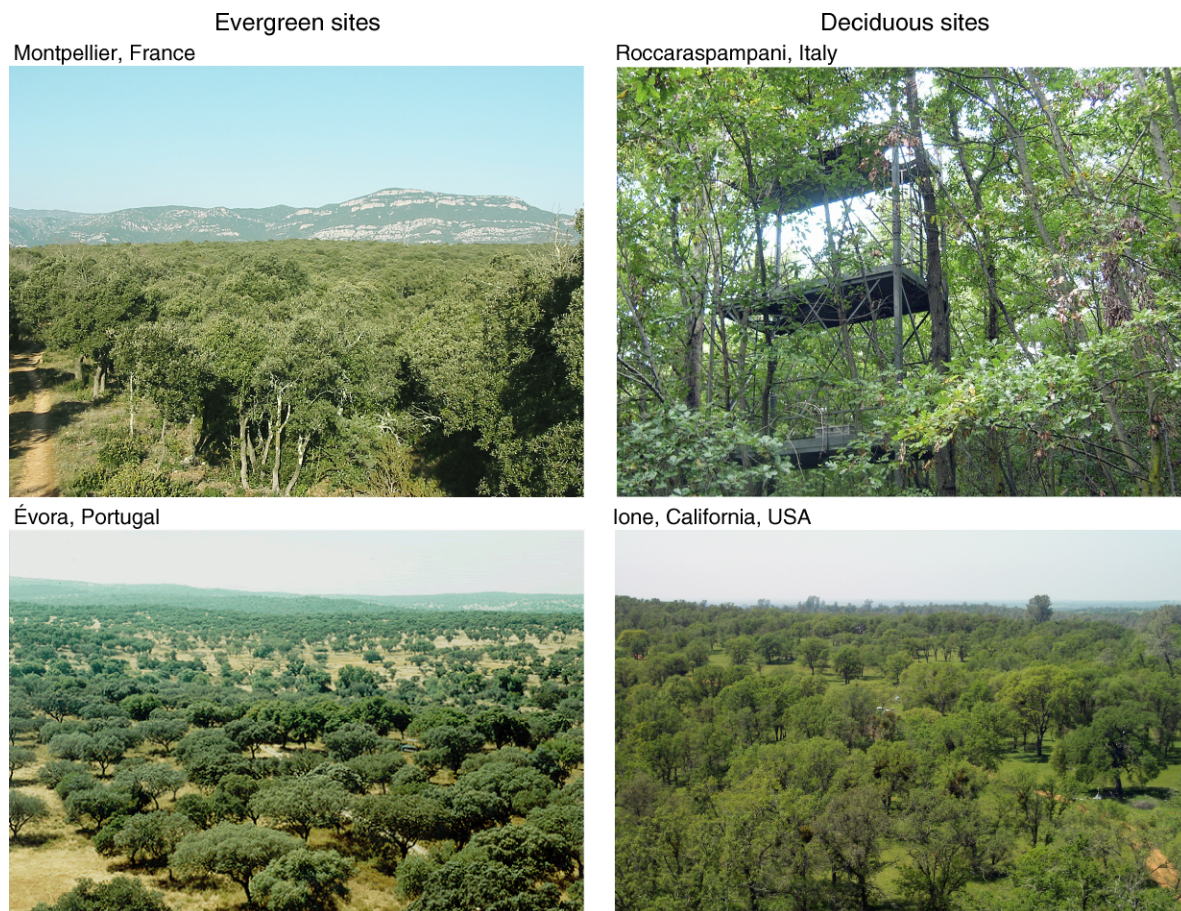 Evergreen sites
Deciduous sites
Montpellier, France
Roccaraspampani, Italy
Évora, Portugal
Ione, California, USA